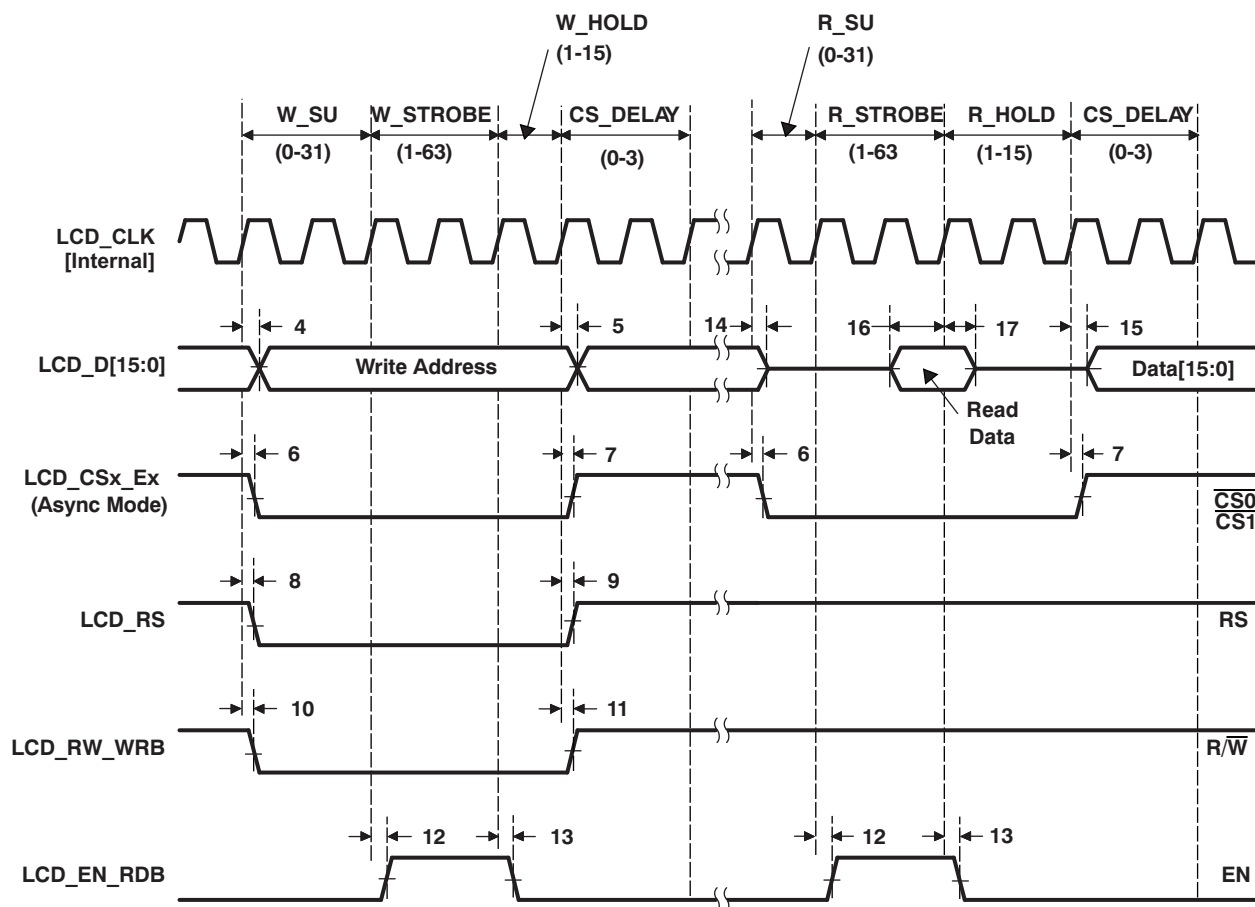 W_HOLD
(1-15)
R_SU
(0-31)
W_SU
W_STROBE
CS_DELAY
R_STROBE
R_HOLD
CS_DELAY
(0-31)
(1-63)
(0-3)
(1-63
(1-15)
(0-3)
LCD_CLK
[Internal]
4
5
14
16
17
15
LCD_D[15:0]
Write Address
Data[15:0]
Read
Data
6
7
6
7
LCD_CSx_Ex
(Async Mode)
CS0
CS1
8
9
LCD_RS
RS
10
11
LCD_RW_WRB
R/W
12
13
12
13
LCD_EN_RDB
EN